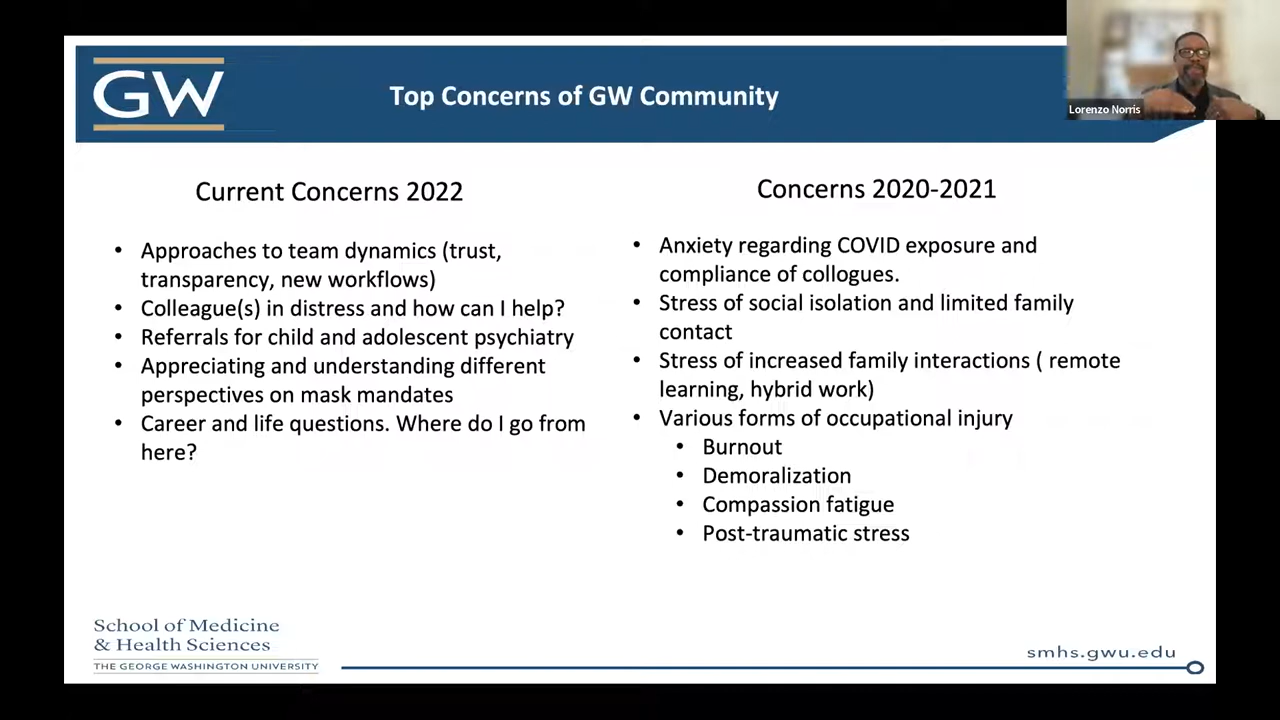 GW
Top Concerns of GW Community
Lorenzo Norris
Current Concerns 2022
• Approaches to team dynamics (trust,
transparency, new workflows)
• Colleague(s) in distress and how can I help?
• Referrals for child and adolescent psychiatry
• Appreciating and understanding different
perspectives on mask mandates
• Career and life questions. Where do I go from
here?
Concerns 2020-2021
• Anxiety regarding COVID exposure and
compliance of collogues.
• Stress of social isolation and limited family
contact
• Stress of increased family interactions ( remote
learning, hybrid work)
• Various forms of occupational injury
• Burnout
• Demoralization
• Compassion fatigue
• Post-traumatic stress
School of Medicine
& Health Sciences
THE GEORGE WASHINGTON UNIVERSITY
smhs.gwu.edu